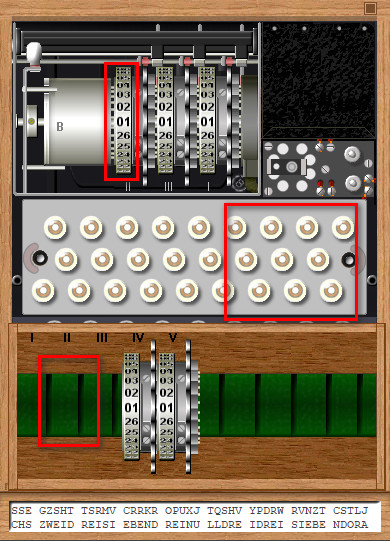 B
03 03 03
02 02 02
01 01 01
26 26 26
25 25 25
II III I
I II III IV V
03 03
02 02
01 01
26 26
25 25
SSE GZSHT TSRMV CRRKR OPUXJ TQSHV YPDRW RVNZT CSTLJ
CHS ZWEID REISI EBEND REINU LLDRE IDREI SIEBE NDORA